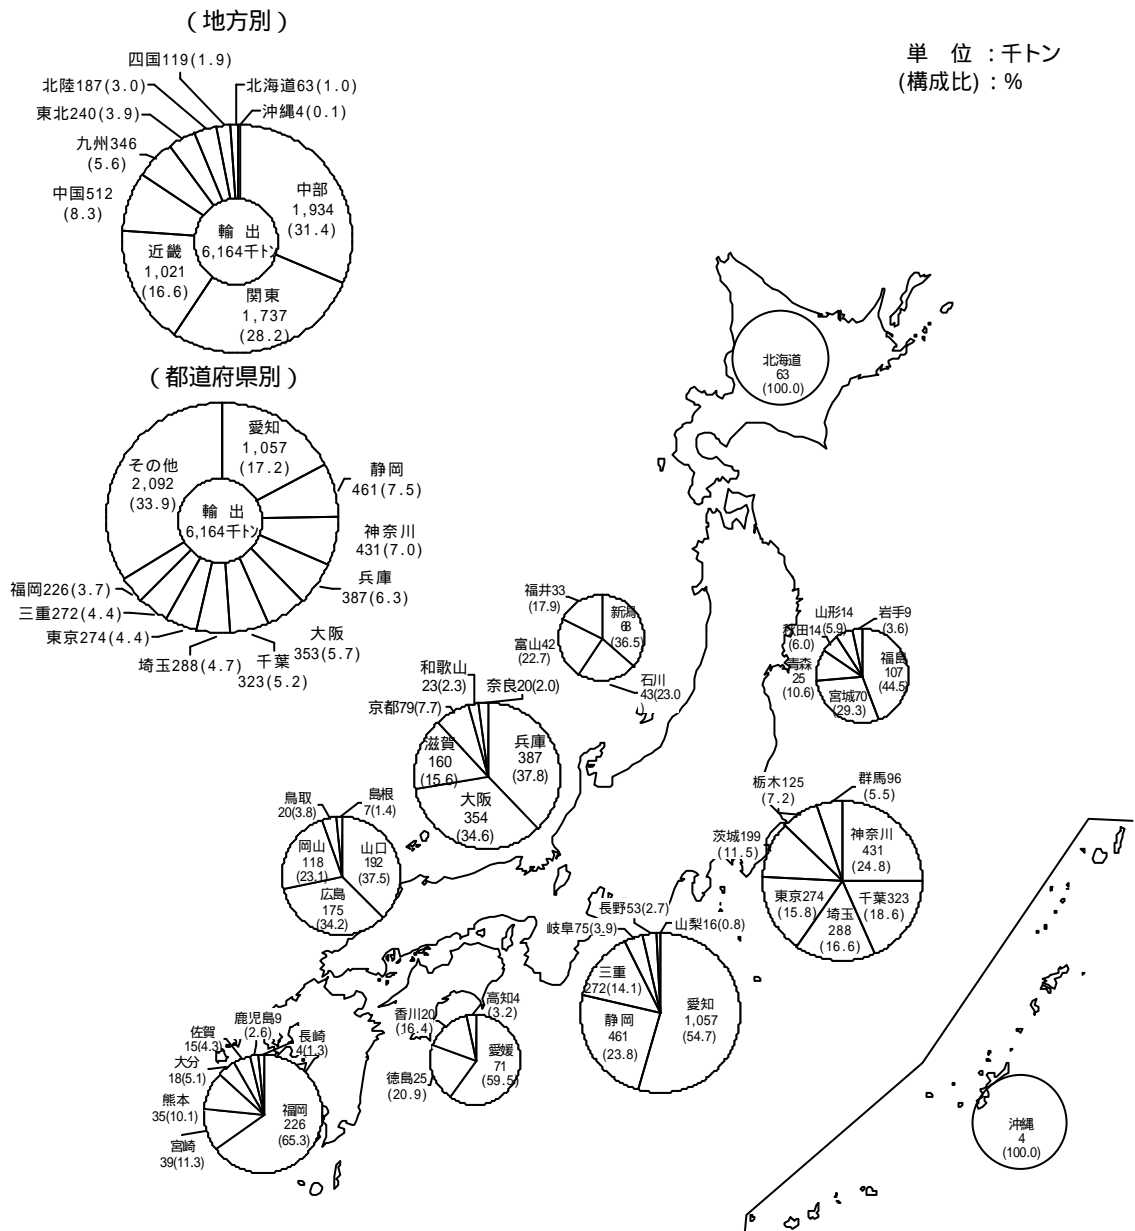 (地方別)
単 位 : 千トン
(構成比) : %
四国119(1.9)
北陸187(3.0)
北海道63(1.0)
東北240(3.9)
沖縄4(0.1)
九州346
(5.6)
中国512
(8.3)
中部
1,934
(31.4)
輸 出
6,164千トン
近畿
1,021
(16.6)
関東
1,737
(28.2)
(都道府県別)
愛知
1,057
(17.2)
その他
2,092
(33.9)
静岡
461(7.5)
輸 出
6,164千トン
神奈川
431(7.0)
兵庫
387(6.3)
福岡226(3.7)
三重272(4.4)
東京274(4.4)
埼玉288(4.7)
千葉
323(5.2)
大阪
353(5.7)
北海道
63
(100.0)
福井33
(17.9)
新潟
68
(36.5)
富山42
(22.7)
石川
43(23.0
)
山形14
(5.9)
岩手9
(3.6)
秋田14
(6.0)
青森
25
(10.6)
福島
107
(44.5)
宮城70
(29.3)
和歌山
23(2.3)
奈良20(2.0)
京都79(7.7)
滋賀
160
(15.6)
兵庫
387
(37.8)
大阪
354
(34.6)
鳥取
20(3.8)
島根
7(1.4)
岡山
118
(23.1)
山口
192
(37.5)
広島
175
(34.2)
栃木125
(7.2)
群馬96
(5.5)
茨城199
(11.5)
神奈川
431
(24.8)
東京274
(15.8)
埼玉
288
(16.6)
千葉323
(18.6)
長野53(2.7)
岐阜75(3.9)
山梨16(0.8)
三重
272(14.1)
静岡
461
(23.8)
愛知
1,057
(54.7)
高知4
(3.2)
香川20
(16.4)
徳島25
(20.9)
愛媛
71
(59.5)
鹿児島9
(2.6)
佐賀
15(4.3)
長崎
4(1.3)
大分
18(5.1)
熊本
35(10.1)
宮崎
39(11.3)
福岡
226
(65.3)
沖縄
4
(100.0)